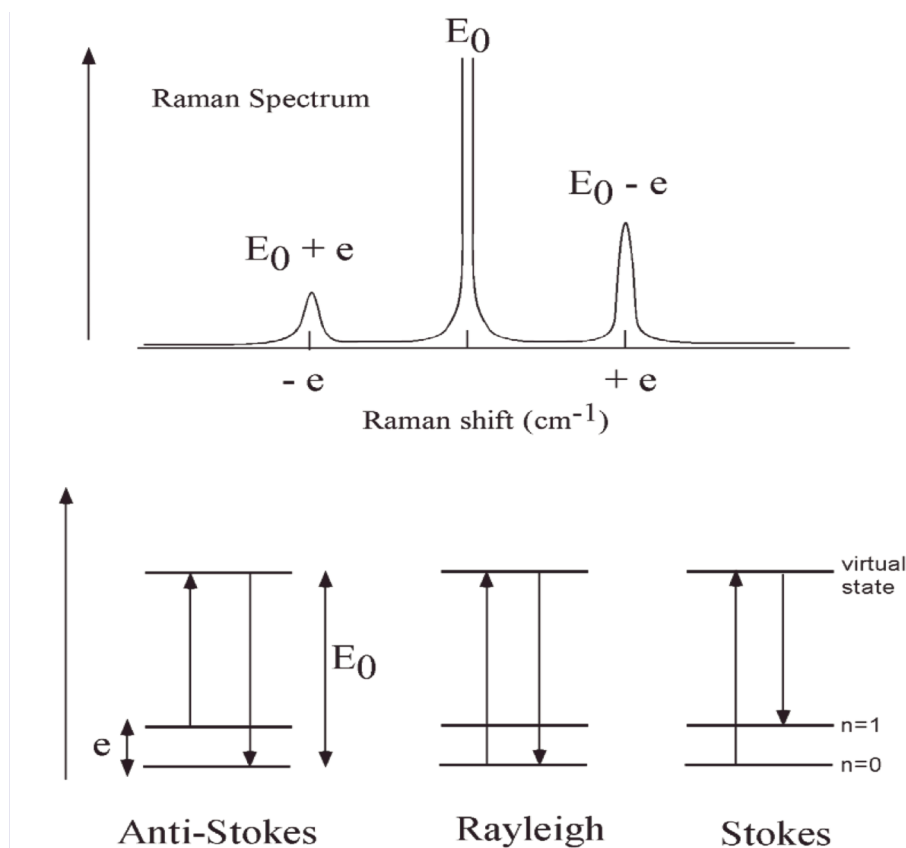 E₀
Raman Spectrum
E₀ - e
E₀ + e
- e
+ e
Raman shift (cm⁻¹)
virtual
state
E₀
e
n=1
n=0
Anti-Stokes
Rayleigh
Stokes